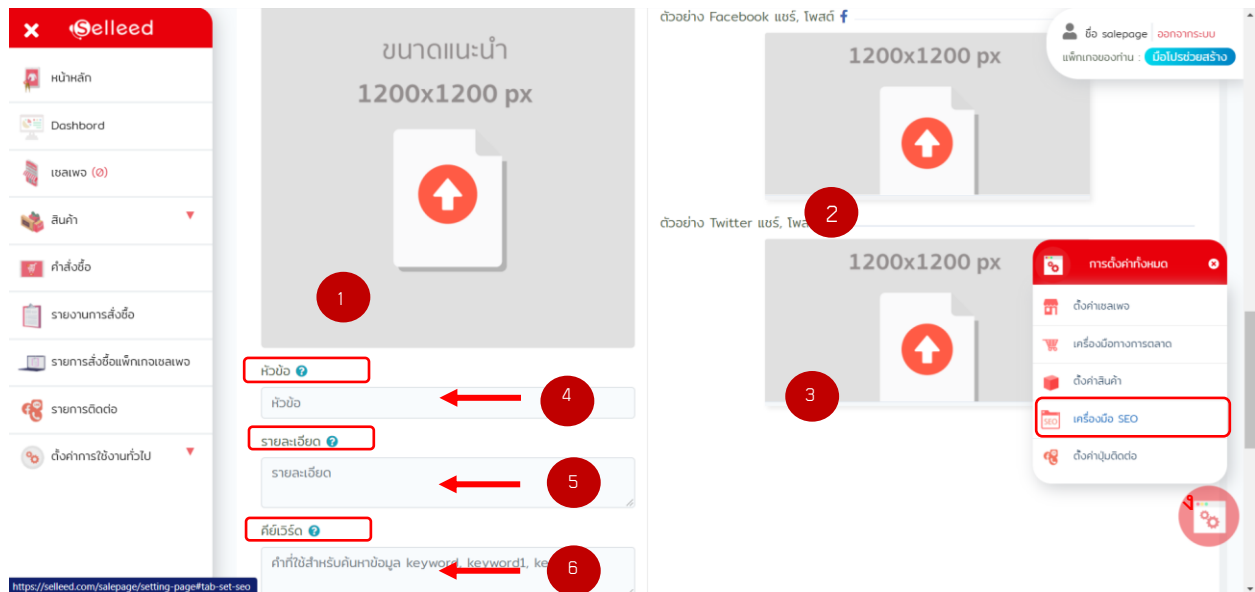 Selleed
หน้าหลัก
Dashbord
เซลเพจ (0)
สินค้า
คำสั่งซื้อ
รายงานการสั่งซื้อ
รายการสั่งซื้อแพ็กเกจเซลเพจ
รายการติดต่อ
ตั้งค่าการใช้งานทั่วไป
https://selleed.com/salepage/setting-page#tab-set-seo
ขนาดแนะนำ
1200x1200 px
1
หัวข้อ
หัวข้อ
4
รายละเอียด
รายละเอียด
5
คีย์เวิร์ด
คำที่ใช้สำหรับค้นหาข้อมูล keyword, keyword1, ke
6
ตัวอย่าง Facebook แชร์, โพสต์
1200x1200 px
2
ตัวอย่าง Twitter แชร์,
1200x1200 px
3
ชื่อ salepage ออกจากระบบ
แพ็กเกจของท่าน : มือโปรช่วยสร้าง
การตั้งค่าทั้งหมด
ตั้งค่าเซลเพจ
เครื่องมือทางการตลาด
ตั้งค่าสินค้า
SEO
เครื่องมือ SEO
ตั้งค่าปุ่มติดต่อ